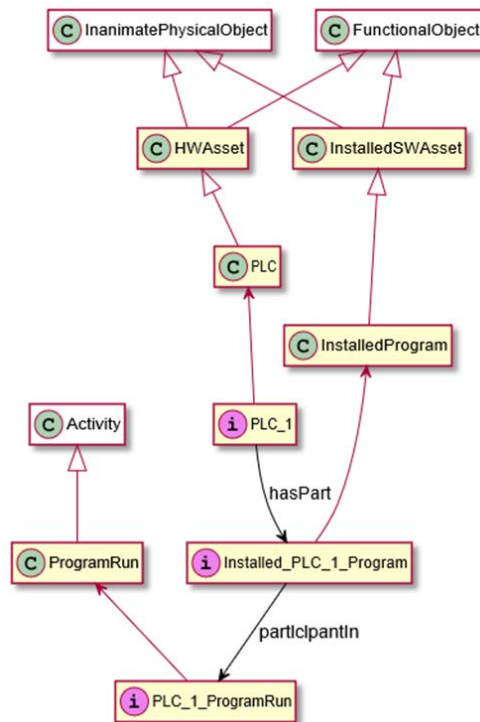 C InanimatePhysicalObject
C FunctionalObject
C HWAsset
C InstalledSWAsset
C PLC
C InstalledProgram
C Activity
i PLC_1
hasPart
C ProgramRun
i Installed_PLC_1_Program
participantIn
i PLC_1_ProgramRun